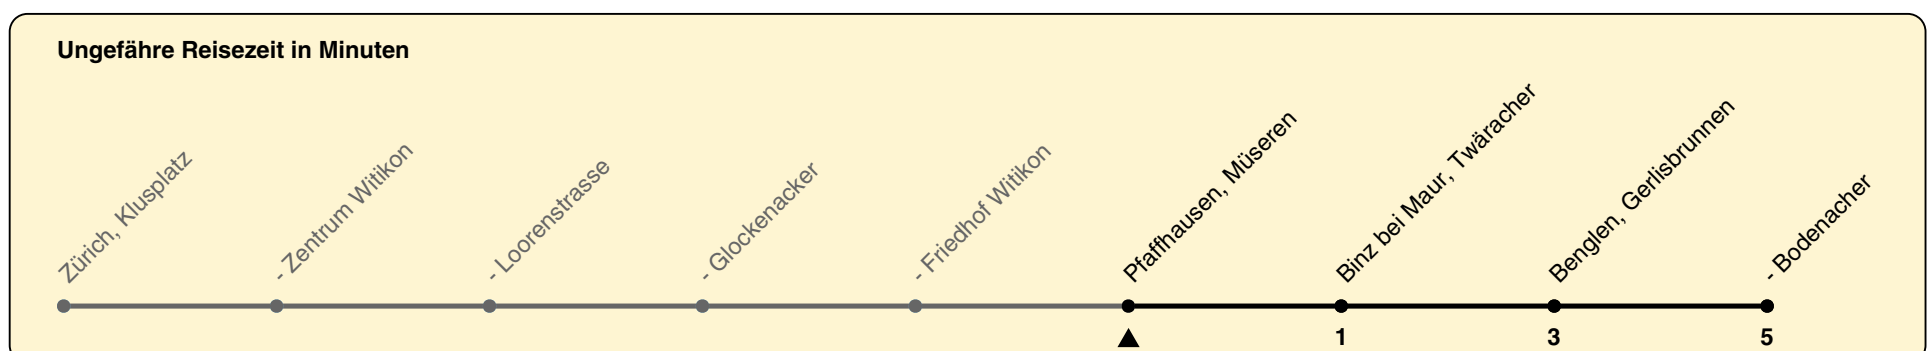 Ungefähre Reisezeit in Minuten
Zürich, Klusplatz
- Zentrum Witikon
- Loorenstrasse
- Glockenacker
- Friedhof Witikon
Pfaffhausen, Müseren
Binz bei Maur, Twäracher
Benglen, Gerlisbrunnen
- Bodenacher
1 3 5